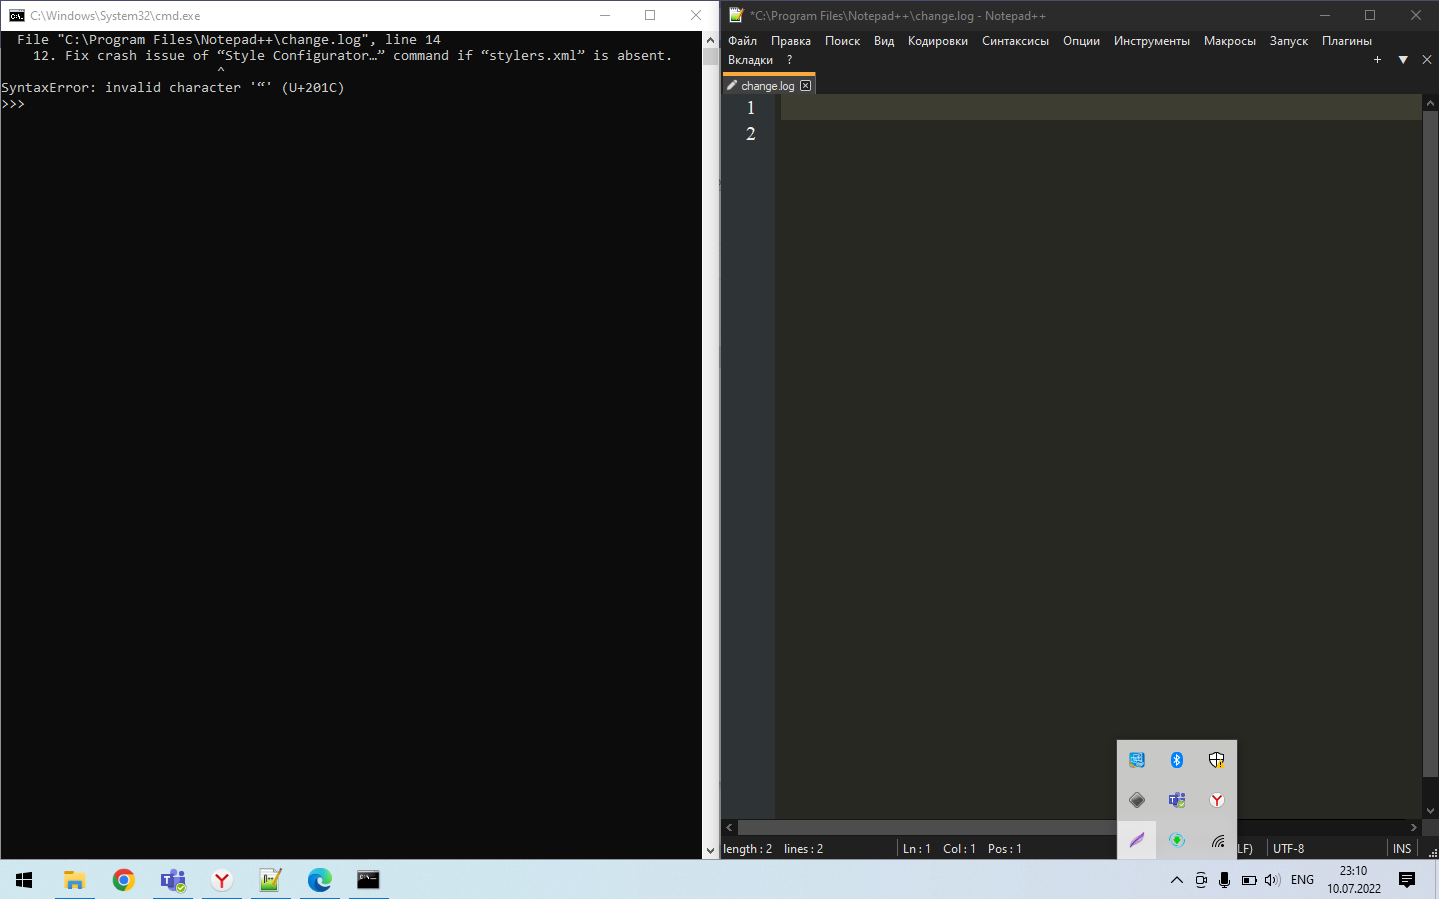 C:\Windows\System32\cmd.exe
File "C:\Program Files\Notepad++\change.log", line 14
12. Fix crash issue of “Style Configurator…” command if “stylers.xml” is absent.
^
SyntaxError: invalid character '“' (U+201C)
>>>
*C:\Program Files\Notepad++\change.log - Notepad++
Файл Правка Поиск Вид Кодировки Синтаксисы Опции Инструменты Макросы Запуск Плагины
Вкладки ?
change.log
1
2
length : 2 lines : 2 Ln : 1 Col : 1 Pos : 1 LF) UTF-8 INS
ENG
23:10
10.07.2022